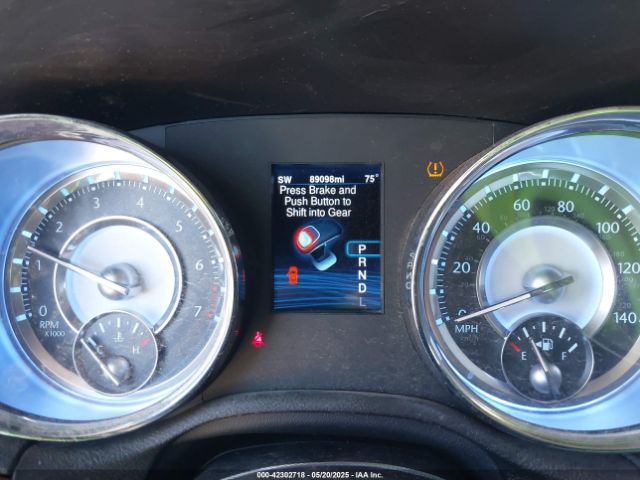 SW 89098mi 75°
Press Brake and
Push Button to
Shift into Gear
P
R
N
D
L
0 1 2 3 4 5 6 7
RPM
X1000
C H
0 20 40 60 80 100 120 140
MPH
E F
000-42302718 - 05/20/2025 - IAA Inc.